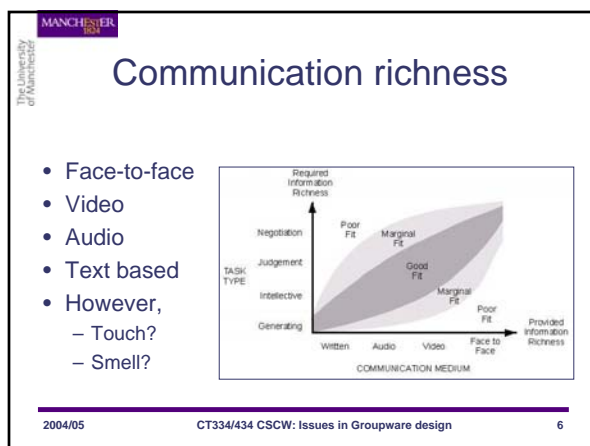 MANCHESTER
1824
The University
of Manchester
Communication richness
• Face-to-face
• Video
• Audio
• Text based
• However,
– Touch?
– Smell?
Required
Information
Richness
Negotiation
Judgement
TASK
TYPE
Intellective
Generating
Poor
Fit
Marginal
Fit
Good
Fit
Marginal
Fit
Poor
Fit
Provided
Information
Richness
Written
Audio
Video
Face to
Face
COMMUNICATION MEDIUM
2004/05
CT334/434 CSCW: Issues in Groupware design
6